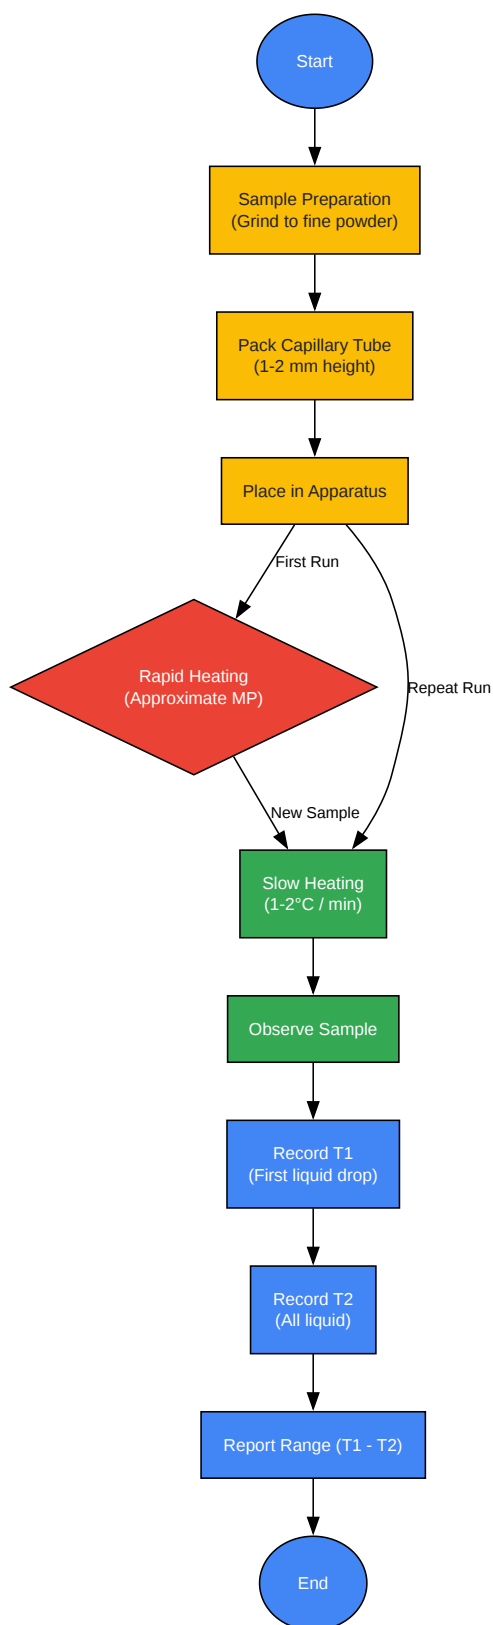 Start
Sample Preparation
(Grind to fine powder)
Pack Capillary Tube
(1-2 mm height)
Place in Apparatus
First Run
Rapid Heating
(Approximate MP)
Repeat Run
New Sample
Slow Heating
(1-2°C / min)
Observe Sample
Record T1
(First liquid drop)
Record T2
(All liquid)
Report Range (T1 - T2)
End